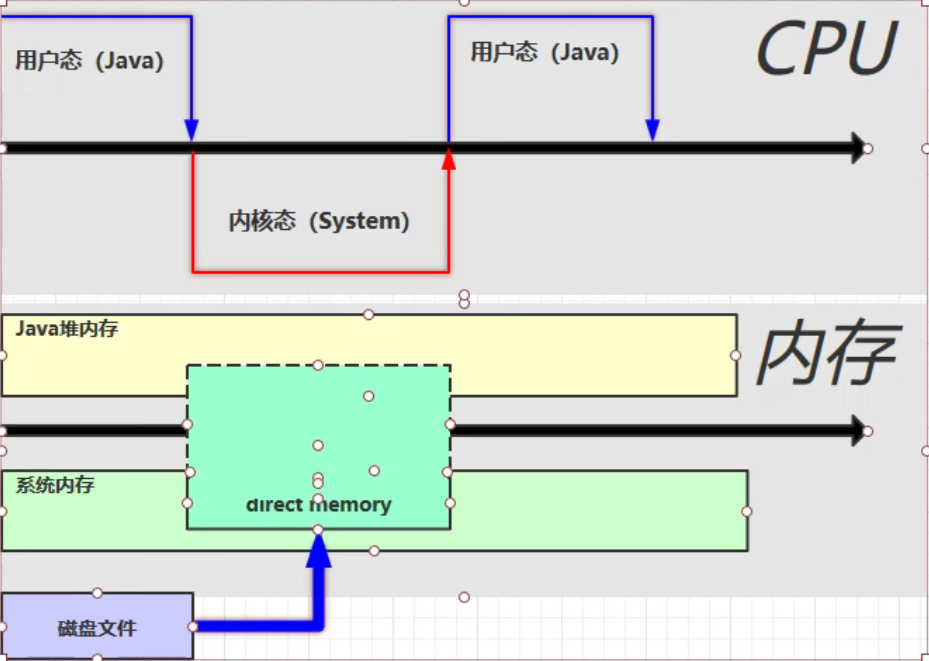 用户态（Java）
用户态（Java）
CPU
内核态（System）
Java堆内存
内存
系统内存
direct memory
磁盘文件